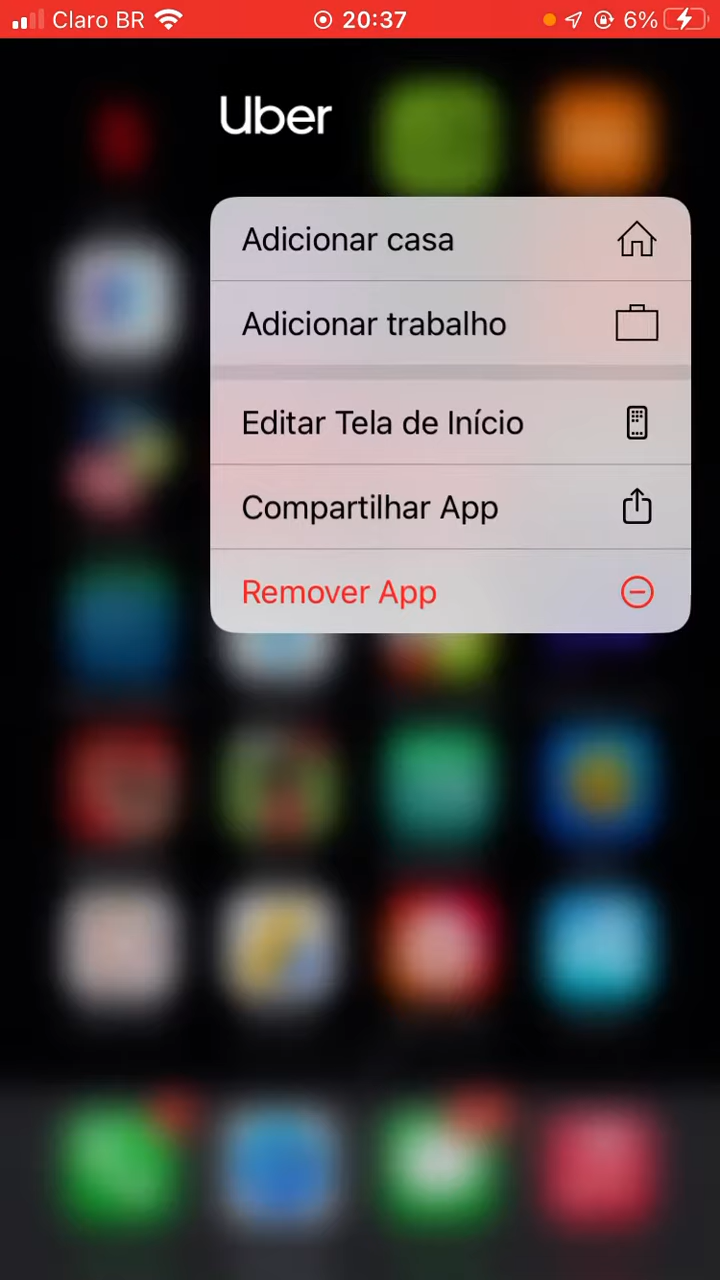 Claro BR 20:37 6%
Uber
Adicionar casa
Adicionar trabalho
Editar Tela de Início
Compartilhar App
Remover App